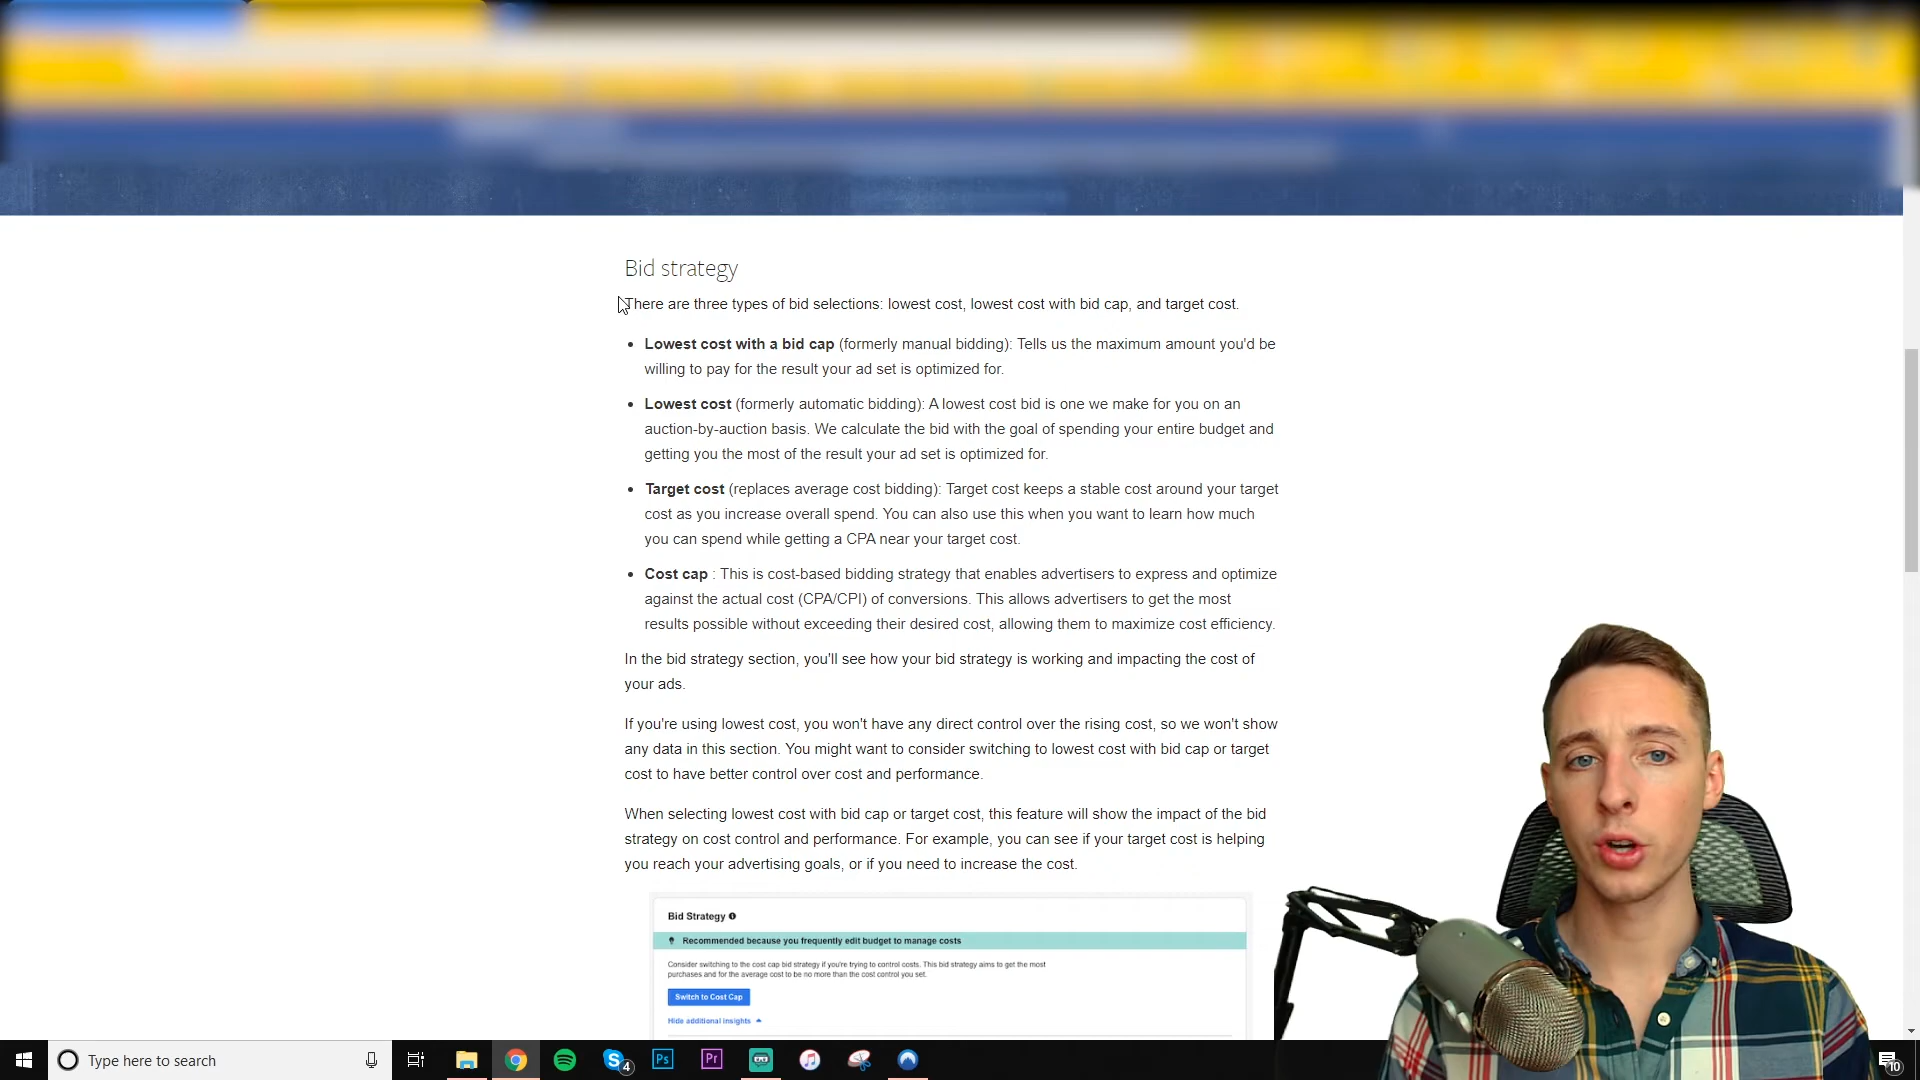 Bid strategy
There are three types of bid selections: lowest cost, lowest cost with bid cap, and target cost.
• Lowest cost with a bid cap (formerly manual bidding): Tells us the maximum amount you'd be
willing to pay for the result your ad set is optimized for.
• Lowest cost (formerly automatic bidding): A lowest cost bid is one we make for you on an
auction-by-auction basis. We calculate the bid with the goal of spending your entire budget and
getting you the most of the result your ad set is optimized for.
• Target cost (replaces average cost bidding): Target cost keeps a stable cost around your target
cost as you increase overall spend. You can also use this when you want to learn how much
you can spend while getting a CPA near your target cost.
• Cost cap : This is cost-based bidding strategy that enables advertisers to express and optimize
against the actual cost (CPA/CPI) of conversions. This allows advertisers to get the most
results possible without exceeding their desired cost, allowing them to maximize cost efficiency.
In the bid strategy section, you'll see how your bid strategy is working and impacting the cost of
your ads.
If you're using lowest cost, you won't have any direct control over the rising cost, so we won't show
any data in this section. You might want to consider switching to lowest cost with bid cap or target
cost to have better control over cost and performance.
When selecting lowest cost with bid cap or target cost, this feature will show the impact of the bid
strategy on cost control and performance. For example, you can see if your target cost is helping
you reach your advertising goals, or if you need to increase the cost.
Bid Strategy
Recommended because you frequently edit budget to manage costs
Consider switching to the cost cap bid strategy if you're trying to control costs. This bid strategy aims to get the most
purchases and for the average cost to be no more than the cost control you set.
Switch to Cost Cap
Hide additional insights
Type here to search
4
Ps
Pr
10